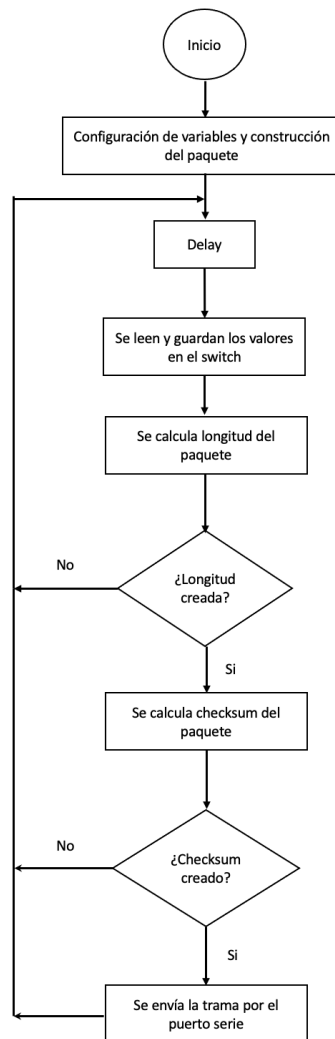 Inicio
Configuración de variables y construcción
del paquete
Delay
Se leen y guardan los valores
en el switch
Se calcula longitud del
paquete
¿Longitud
creada?
No
Si
Se calcula checksum del
paquete
¿Checksum
creado?
No
Si
Se envía la trama por el
puerto serie